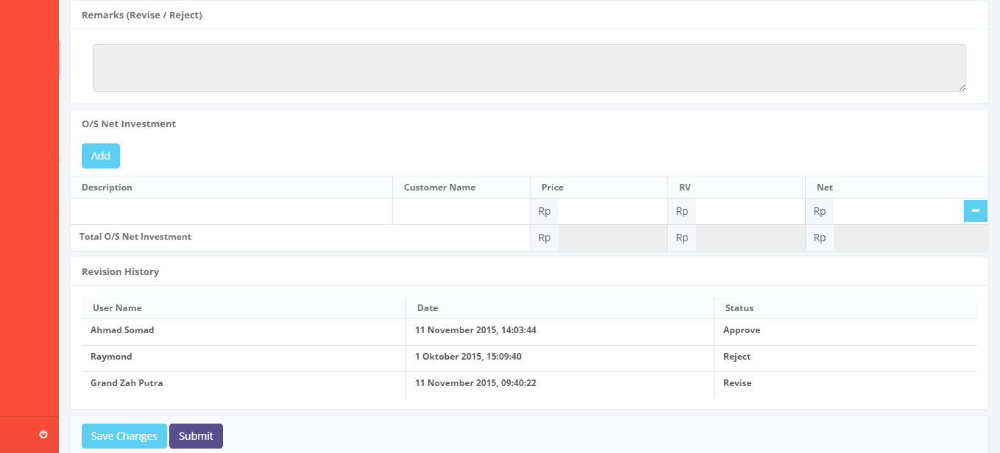 Remarks (Revise / Reject)
O/S Net Investment
Add
Description Customer Name Price RV Net
Rp Rp Rp
Total O/S Net Investment Rp Rp Rp
Revision History
User Name Date Status
Ahmad Somad 11 November 2015, 14:03:44 Approve
Raymond 1 Oktober 2015, 15:09:40 Reject
Grand Zah Putra 11 November 2015, 09:40:22 Revise
Save Changes Submit